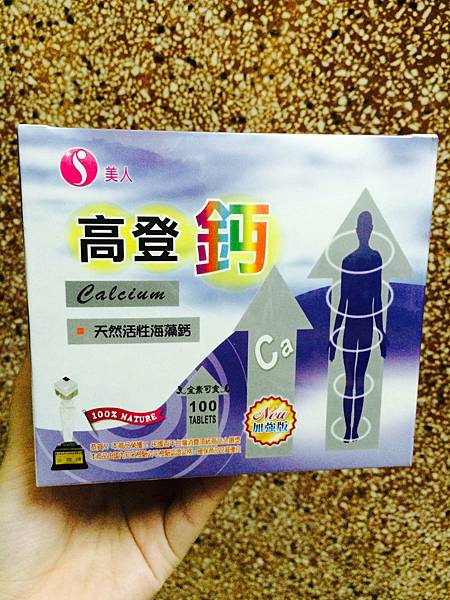 美人
高登鈣
Calcium
天然活性海藻鈣
全素可食
100% NATURE
100
TABLETS
Ca
New
加強版